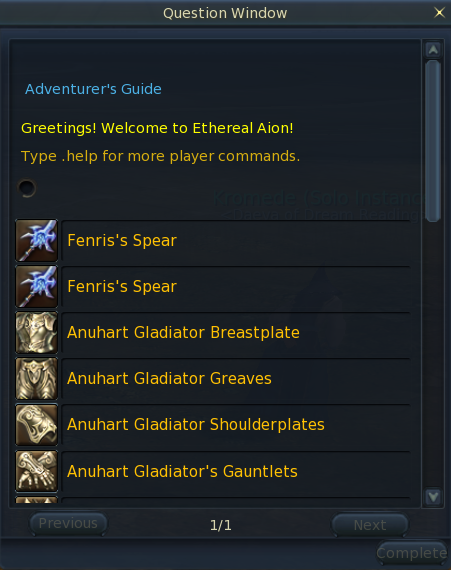 Question Window
Adventurer's Guide
Greetings! Welcome to Ethereal Aion!
Type .help for more player commands.
Fenris's Spear
Fenris's Spear
Anuhart Gladiator Breastplate
Anuhart Gladiator Greaves
Anuhart Gladiator Shoulderplates
Anuhart Gladiator's Gauntlets
Previous
1/1
Next
Complete